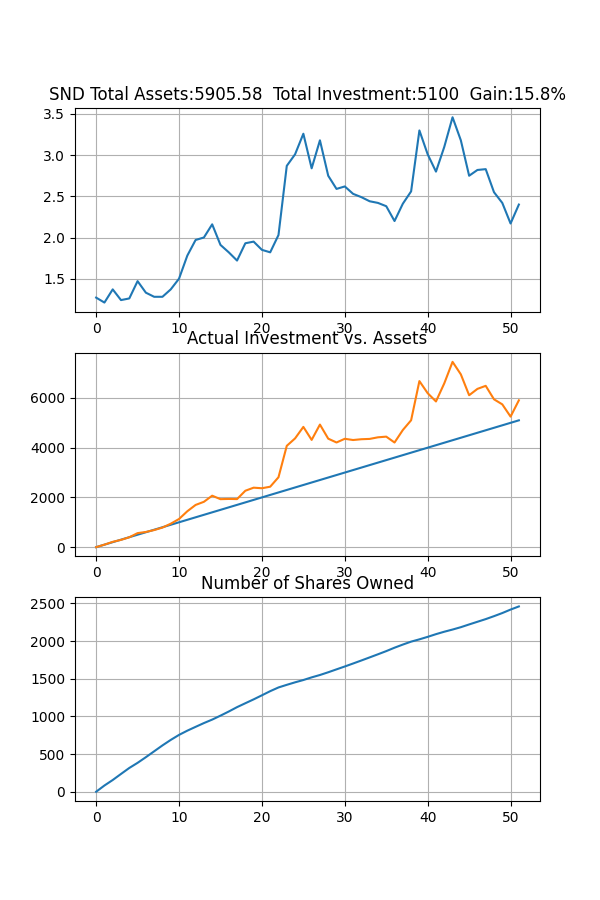 SND Total Assets:5905.58  Total Investment:5100  Gain:15.8%
3.5
3.0
2.5
2.0
1.5
0 10 20 30 40 50
Actual Investment vs. Assets
6000
4000
2000
0
0 10 20 30 40 50
Number of Shares Owned
2500
2000
1500
1000
500
0
0 10 20 30 40 50